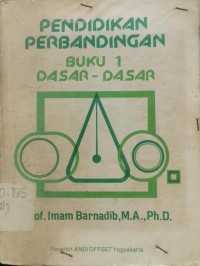 PENDIDIKAN
PERBANDINGAN
BUKU 1
DASAR - DASAR
of. Imam Barnadib, M.A., Ph.D.
Penerbit ANDI OFFSET Yogyakarta